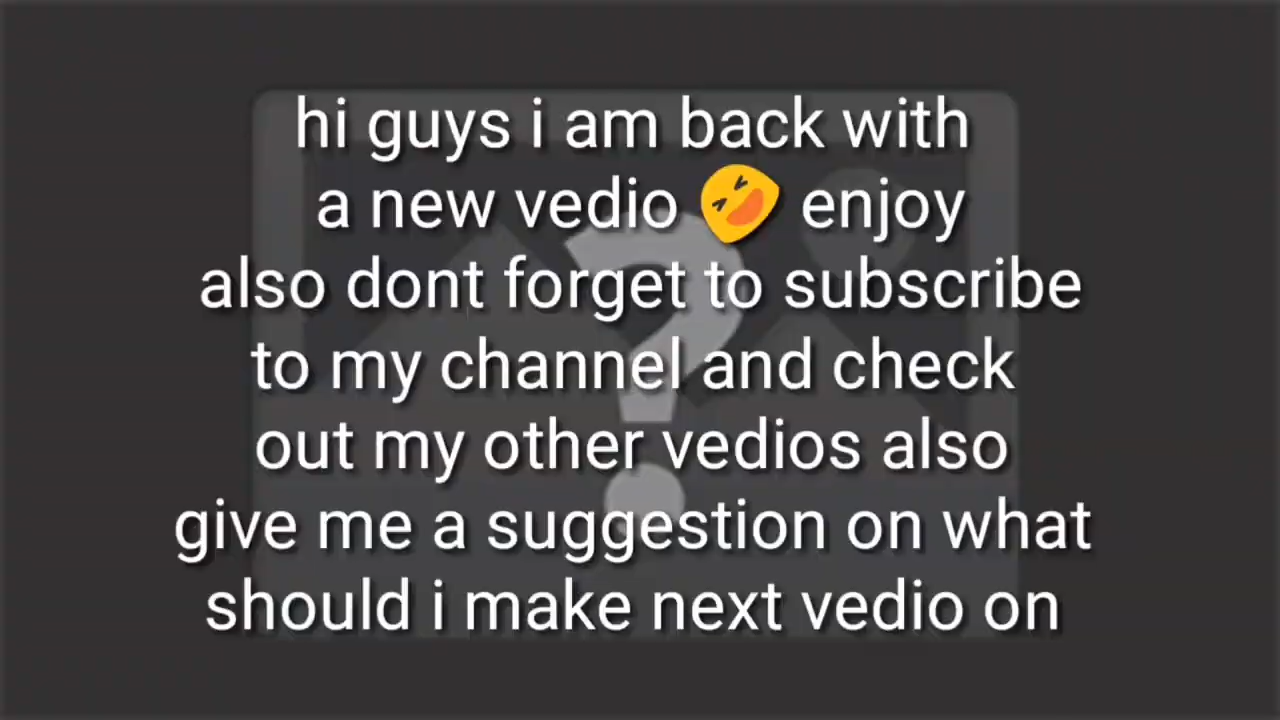 hi guys i am back with
a new vedio 🤣 enjoy
also dont forget to subscribe
to my channel and check
out my other vedios also
give me a suggestion on what
should i make next vedio on